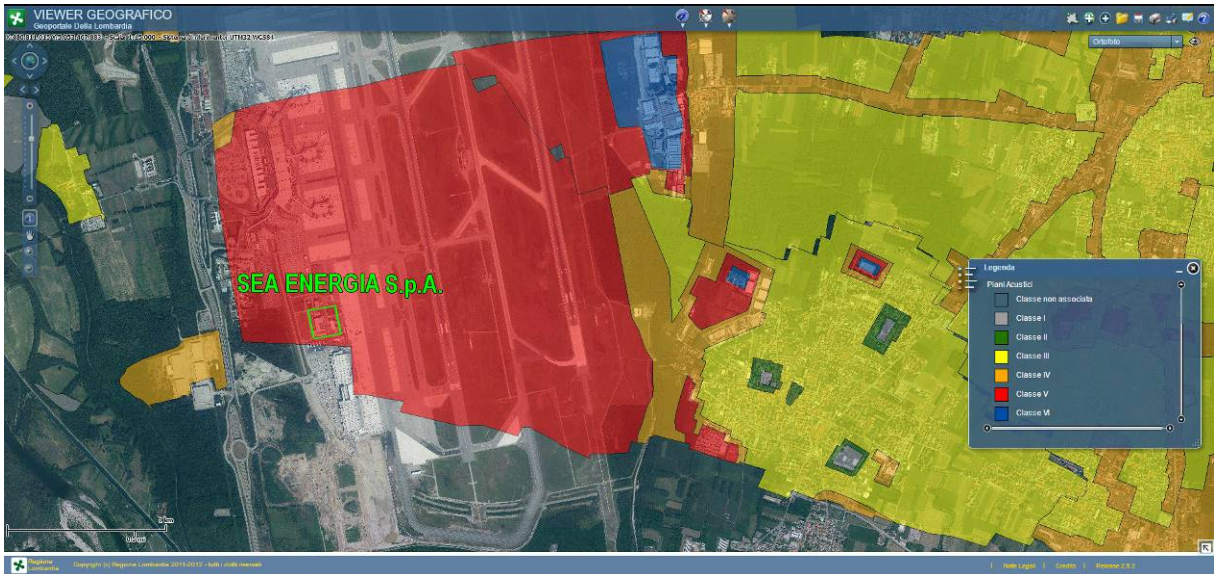 VIEWER GEOGRAFICO
Geoportale Della Lombardia
Ortofoto
SEA ENERGIA S.p.A.
Legenda
Piani Acustici
Classe non associata
Classe I
Classe II
Classe III
Classe IV
Classe V
Classe VI
Regione
Lombardia
Copyright (c) Regione Lombardia 2011-2012 - tutti i diritti riservati
| Note Legali | Credits | Release 2.8.2